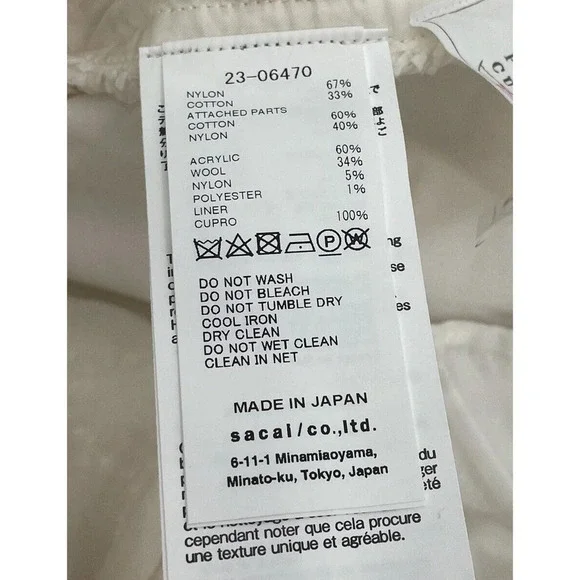 23-06470
NYLON 67%
COTTON 33%
ATTACHED PARTS
COTTON 60%
NYLON 40%
ACRYLIC 60%
WOOL 34%
NYLON 5%
POLYESTER 1%
LINER
CUPRO 100%
P W
DO NOT WASH
DO NOT BLEACH
DO NOT TUMBLE DRY
COOL IRON
DRY CLEAN
DO NOT WET CLEAN
CLEAN IN NET
MADE IN JAPAN
sacai/co.,ltd.
6-11-1 Minamiaoyama,
Minato-ku, Tokyo, Japan
cependant noter que cela procure
une texture unique et agréable.